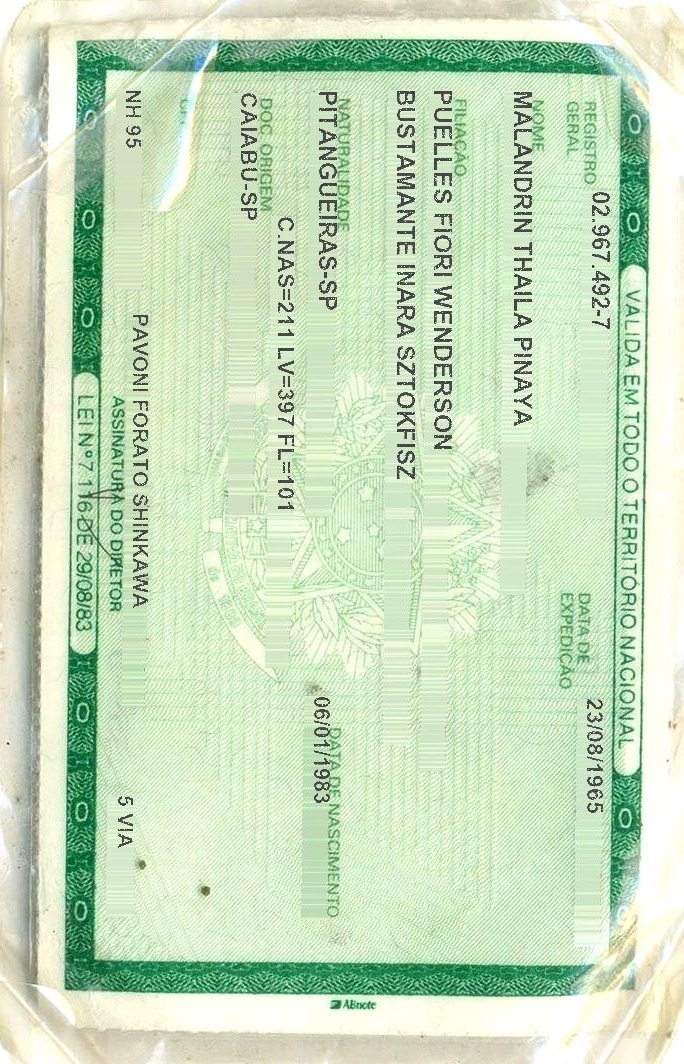 VÁLIDA EM TODO O TERRITÓRIO NACIONAL
REGISTRO GERAL 02.967.492-7
DATA DE EXPEDIÇÃO 23/08/1965
NOME
MALANDRIN THAILA PINAYA
FILIAÇÃO
PUELLES FIORI WENDERSON
BUSTAMANTE INARA SZTOKFISZ
NATURALIDADE
PITANGUEIRAS-SP
DATA DE NASCIMENTO
06/01/1983
DOC. ORIGEM
C.NAS=211 LV=397 FL=101
CAIABU-SP
NH 95
PAVONI FORATO SHINKAWA
5 VIA
ASSINATURA DO DIRETOR
LEI Nº 7.116 DE 29/08/83
ABnote